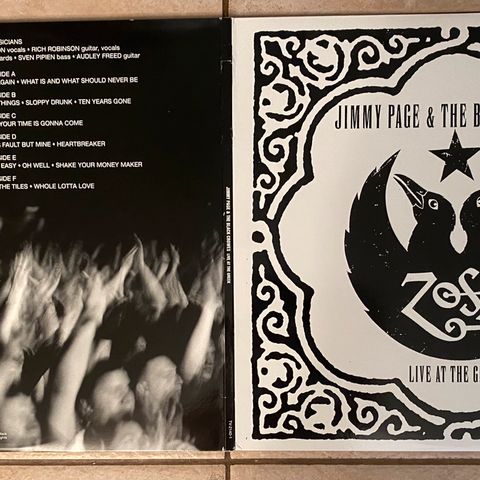 SICIANS
ON vocals • RICH ROBINSON guitar, vocals
ards • SVEN PIPIEN bass • AUDLEY FREED guitar
IDE A
AGAIN • WHAT IS AND WHAT SHOULD NEVER BE
IDE B
THINGS • SLOPPY DRUNK • TEN YEARS GONE
IDE C
YOUR TIME IS GONNA COME
IDE D
S FAULT BUT MINE • HEARTBREAKER
IDE E
EASY • OH WELL • SHAKE YOUR MONEY MAKER
IDE F
THE TILES • WHOLE LOTTA LOVE
JIMMY PAGE & THE BLACK CROWES LIVE AT THE GREEK
JIMMY PAGE & THE B
LIVE AT THE G